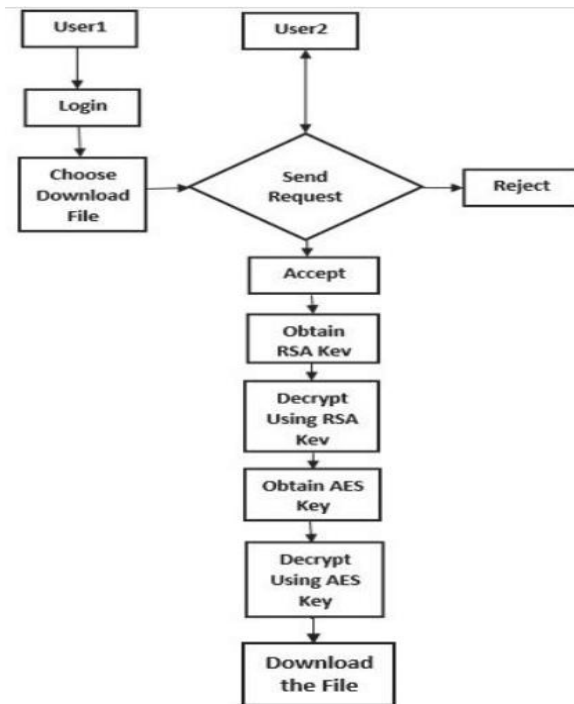 User1
User2
Login
Choose
Download
File
Send
Request
Reject
Accept
Obtain
RSA Kev
Decrypt
Using RSA
Kev
Obtain AES
Key
Decrypt
Using AES
Key
Download
the File